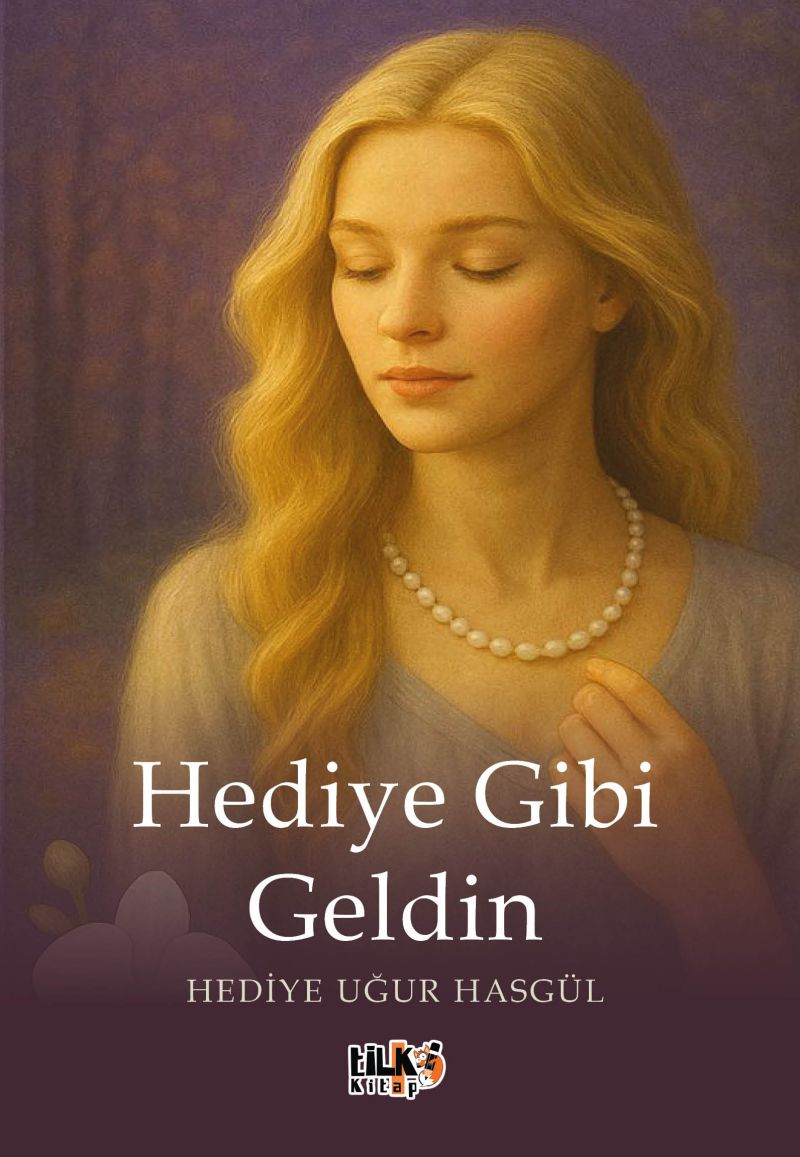 Hediye Gibi
Geldin
HEDİYE UĞUR HASGÜL
tiLKi
Kitap